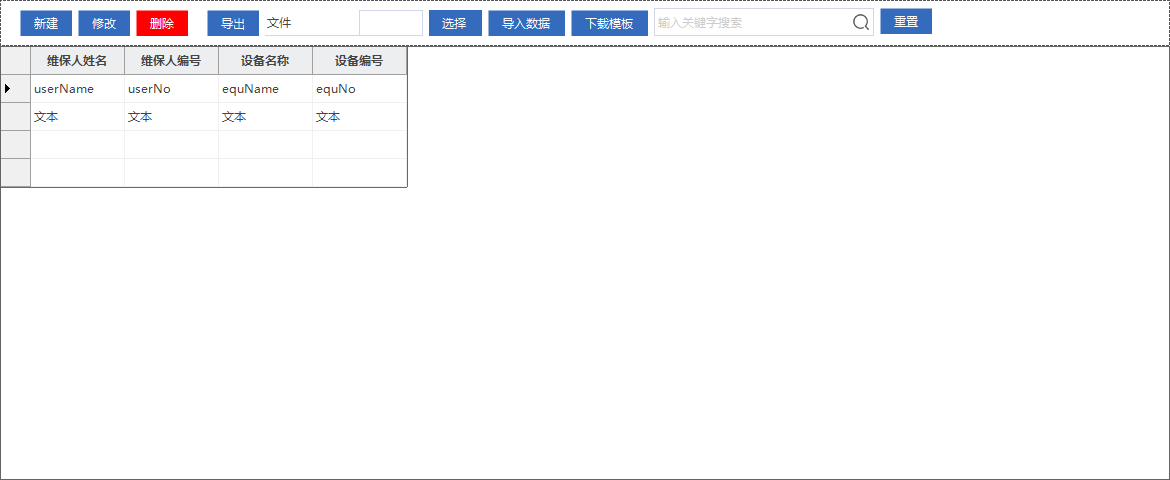 新建 修改 删除 导出 文件 选择 导入数据 下载模板 输入关键字搜索 重置
维保人姓名 维保人编号 设备名称 设备编号
userName userNo equName equNo
文本 文本 文本 文本